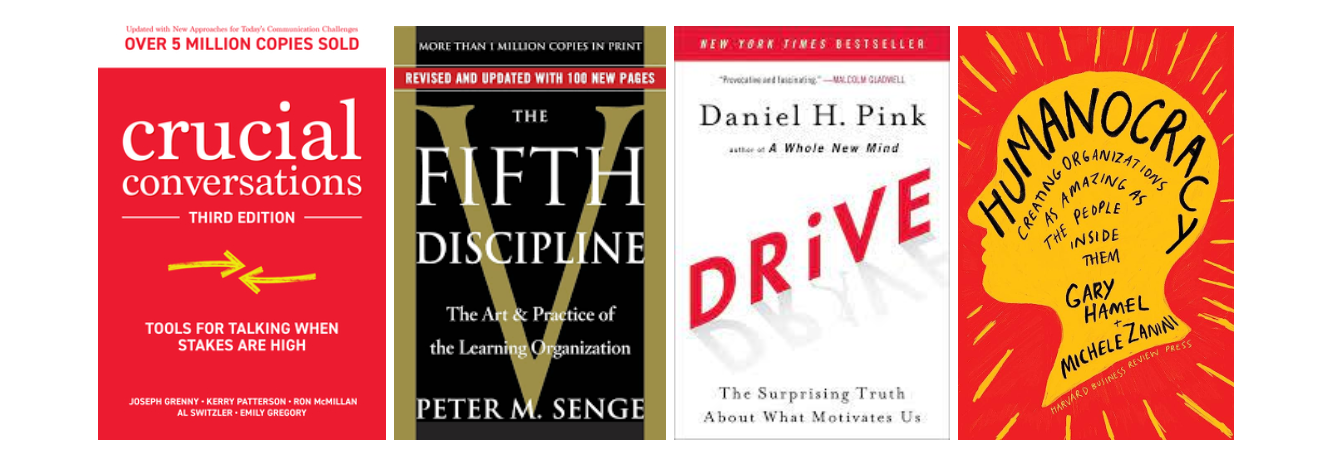 Updated with New Approaches for Today's Communication Challenges
OVER 5 MILLION COPIES SOLD
crucial
conversations
THIRD EDITION
TOOLS FOR TALKING WHEN
STAKES ARE HIGH
JOSEPH GRENNY • KERRY PATTERSON • RON McMILLAN
AL SWITZLER • EMILY GREGORY
MORE THAN 1 MILLION COPIES IN PRINT
REVISED AND UPDATED WITH 100 NEW PAGES
V
THE
FIFTH
DISCIPLINE
The Art & Practice of
the Learning Organization
PETER M. SENGE
NEW YORK TIMES BESTSELLER
"Provocative and fascinating." —MALCOLM GLADWELL
Daniel H. Pink
author of A Whole New Mind
DRiVE
The Surprising Truth
About What Motivates Us
HUMANOCRACY
CREATING ORGANIZATIONS
AS AMAZING AS
THE PEOPLE
INSIDE
THEM
GARY
HAMEL
+
MICHELE ZANINI
HARVARD BUSINESS REVIEW PRESS